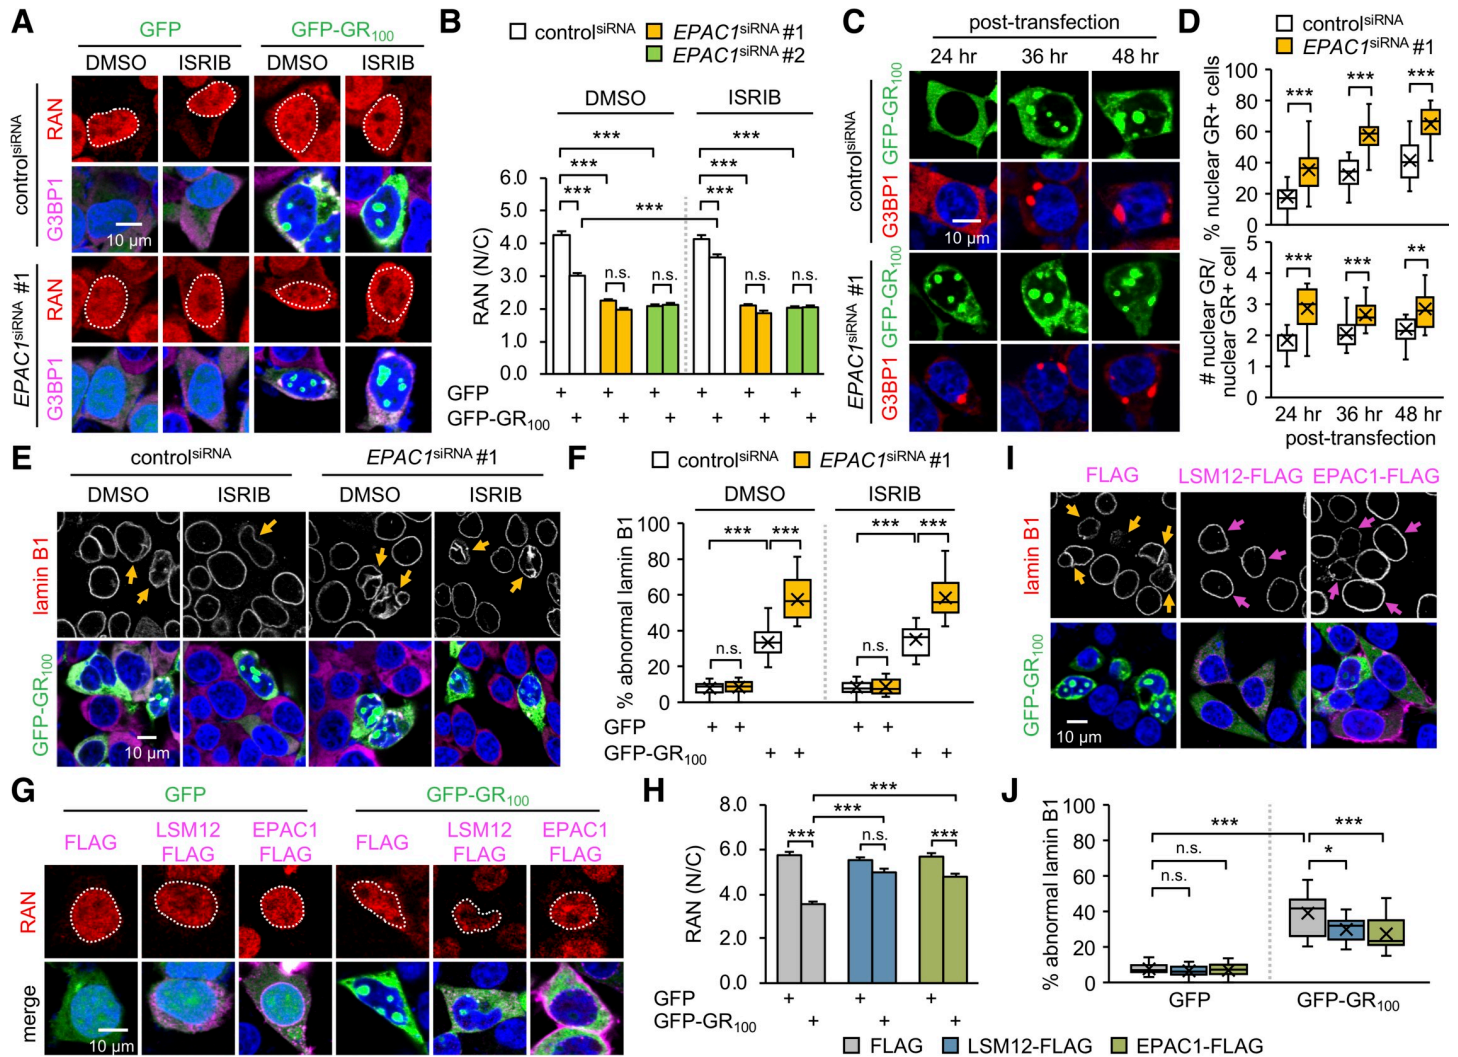 A
GFP
GFP-GR100
DMSO
ISRIB
DMSO
ISRIB
controlsiRNA
RAN
G3BP1
10 µm
EPAC1siRNA #1
RAN
G3BP1
B
controlsiRNA
EPAC1siRNA #1
EPAC1siRNA #2
DMSO
ISRIB
***
***
***
***
***
***
***
***
***
***
***
n.s.
n.s.
n.s.
n.s.
RAN (N/C)
6.0
5.0
4.0
3.0
2.0
1.0
0.0
GFP + + + + + +
GFP-GR100 + + + + + +
C
post-transfection
24 hr
36 hr
48 hr
controlsiRNA
GFP-GR100
G3BP1
10 µm
EPAC1siRNA #1
GFP-GR100
G3BP1
D
controlsiRNA
EPAC1siRNA #1
% nuclear GR+ cells
100
80
60
40
20
0
***
***
***
# nuclear GR/
nuclear GR+ cell
5
4
3
2
1
0
***
***
**
24 hr
36 hr
48 hr
post-transfection
E
controlsiRNA
EPAC1siRNA #1
DMSO
ISRIB
DMSO
ISRIB
lamin B1
GFP-GR100
10 µm
F
controlsiRNA
EPAC1siRNA #1
DMSO
ISRIB
% abnormal lamin B1
100
80
60
40
20
0
***
***
n.s.
***
***
n.s.
GFP + + + +
GFP-GR100 + + + +
I
FLAG
LSM12-FLAG
EPAC1-FLAG
lamin B1
GFP-GR100
10 µm
G
GFP
GFP-GR100
FLAG
LSM12
FLAG
EPAC1
FLAG
FLAG
LSM12
FLAG
EPAC1
FLAG
RAN
merge
10 µm
H
RAN (N/C)
8.0
6.0
4.0
2.0
0.0
***
***
***
n.s.
***
GFP + + +
GFP-GR100 + + +
J
% abnormal lamin B1
100
80
60
40
20
0
***
***
n.s.
*
n.s.
GFP
GFP-GR100
FLAG
LSM12-FLAG
EPAC1-FLAG